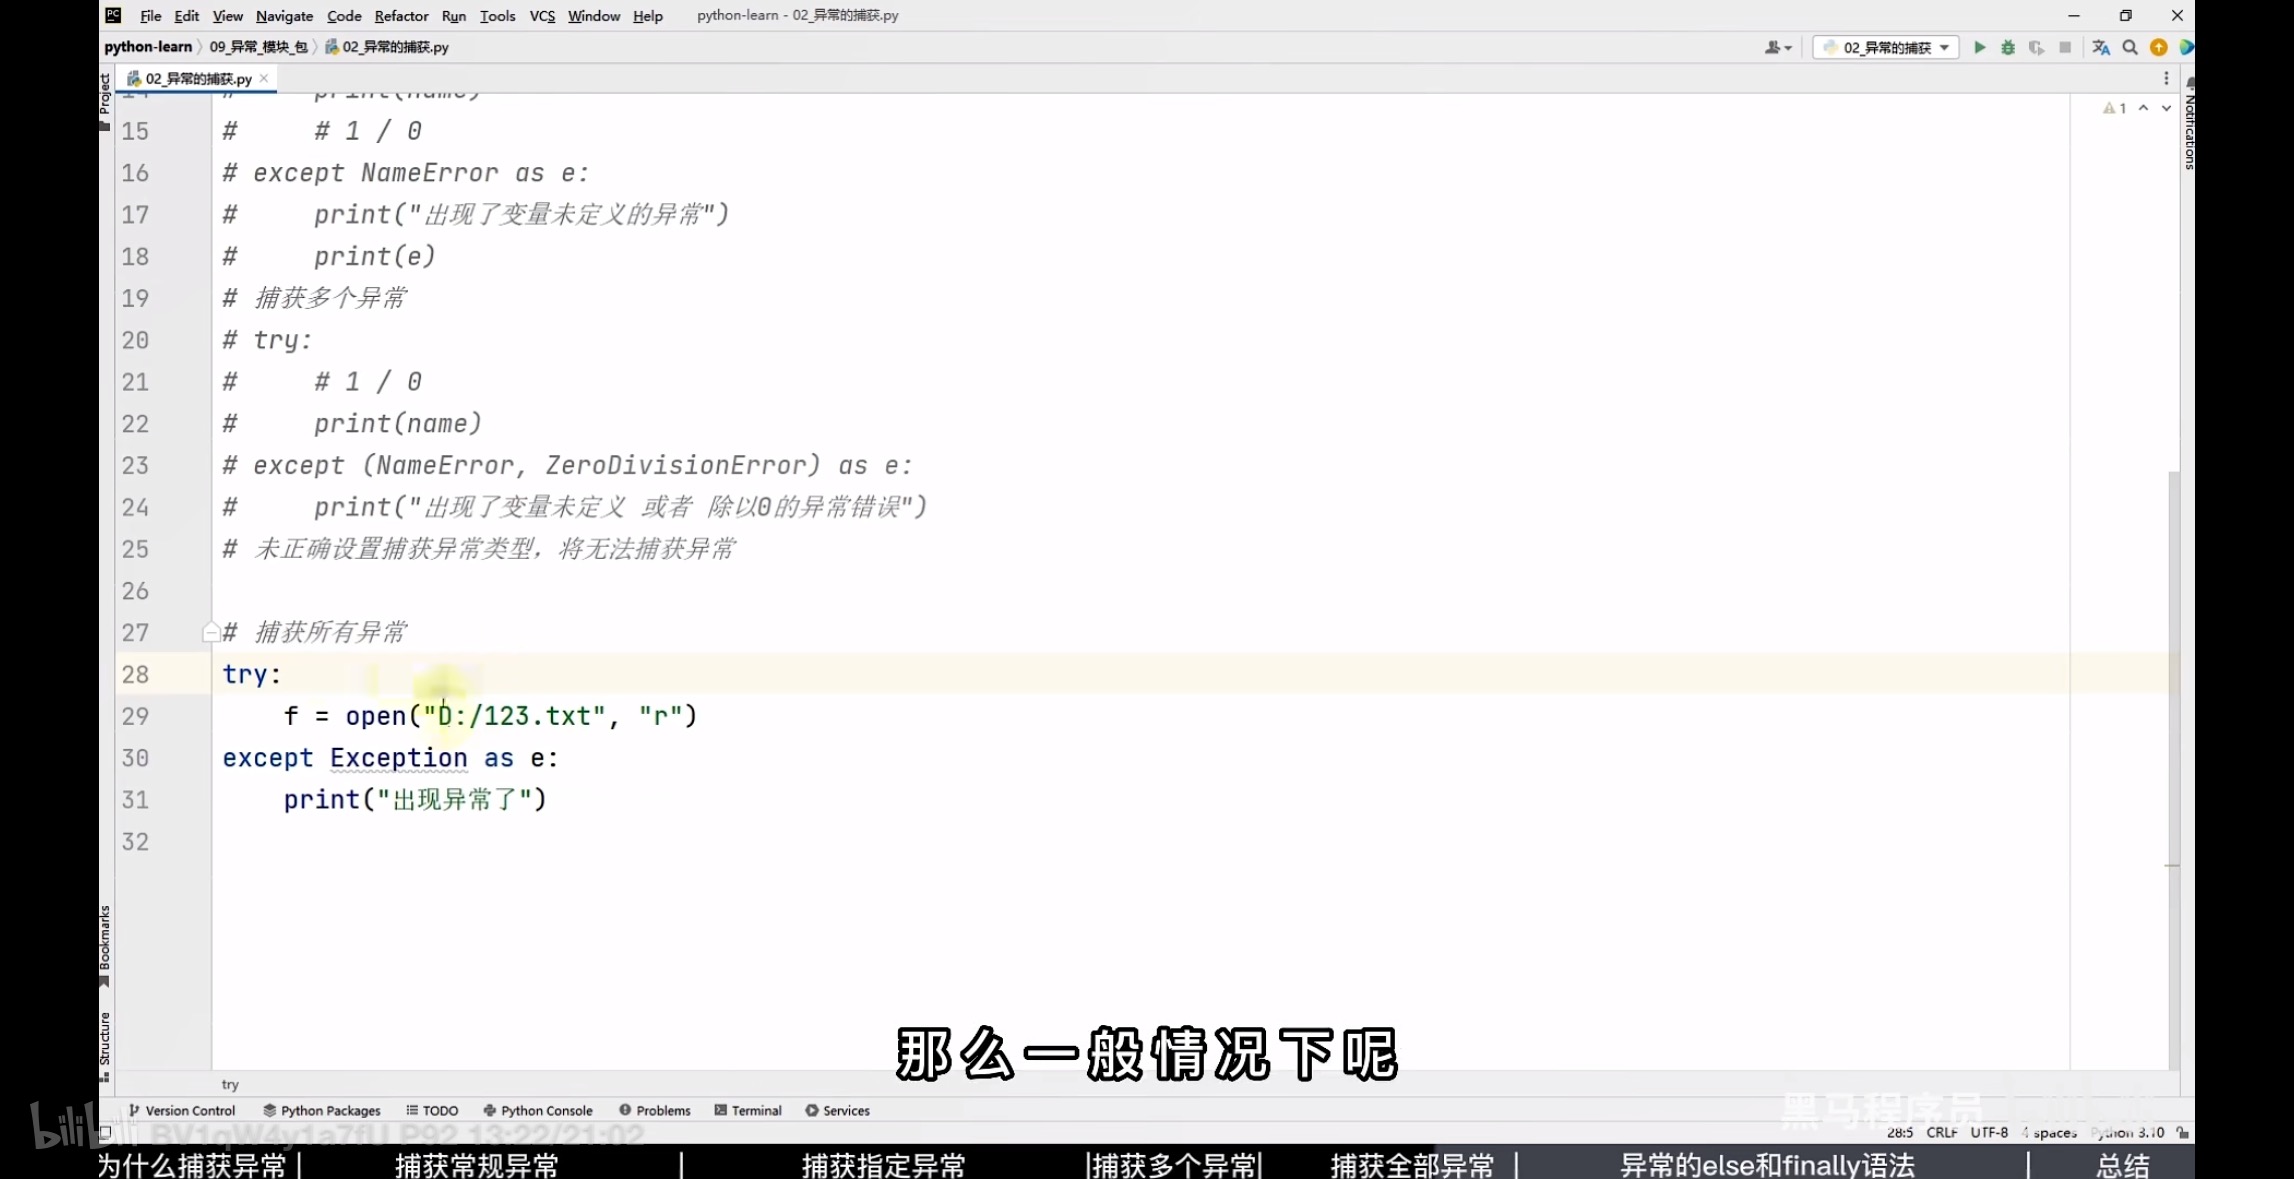 File Edit View Navigate Code Refactor Run Tools VCS Window Help python-learn - 02_异常的捕获.py
python-learn 09_异常_模块_包 02_异常的捕获.py 02_异常的捕获
02_异常的捕获.py
Project
Notifications
1
14 # print(name)
15 # # 1 / 0
16 # except NameError as e:
17 # print("出现了变量未定义的异常")
18 # print(e)
19 # 捕获多个异常
20 # try:
21 # # 1 / 0
22 # print(name)
23 # except (NameError, ZeroDivisionError) as e:
24 # print("出现了变量未定义 或者 除以0的异常错误")
25 # 未正确设置捕获异常类型，将无法捕获异常
26
27 # 捕获所有异常
28 try:
29 f = open("D:/123.txt", "r")
30 except Exception as e:
31 print("出现异常了")
32
Bookmarks
Structure
那么一般情况下呢
try
Version Control Python Packages TODO Python Console Problems Terminal Services
黑马程序员
bilibili BV1qW4y1a7fU P92 13:22/21:02
28:5 CRLF UTF-8 4 spaces Python 3.10
为什么捕获异常 | 捕获常规异常 | 捕获指定异常 | 捕获多个异常 | 捕获全部异常 | 异常的else和finally语法 | 总结